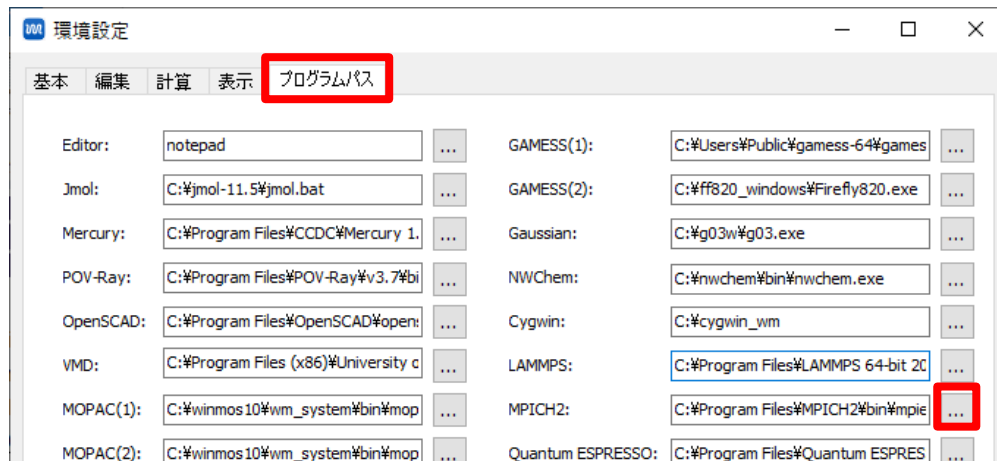 環境設定
基本 編集 計算 表示 プログラムパス
Editor: notepad ... GAMESS(1): C:¥Users¥Public¥gamess-64¥games ...
Jmol: C:¥jmol-11.5¥jmol.bat ... GAMESS(2): C:¥ff820_windows¥Firefly820.exe ...
Mercury: C:¥Program Files¥CCDC¥Mercury 1. ... Gaussian: C:¥g03w¥g03.exe ...
POV-Ray: C:¥Program Files¥POV-Ray¥v3.7¥bi ... NWChem: C:¥nwchem¥bin¥nwchem.exe ...
OpenSCAD: C:¥Program Files¥OpenSCAD¥opens ... Cygwin: C:¥cygwin_wm ...
VMD: C:¥Program Files (x86)¥University o ... LAMMPS: C:¥Program Files¥LAMMPS 64-bit 20 ...
MOPAC(1): C:¥winmos10¥wm_system¥bin¥mop ... MPICH2: C:¥Program Files¥MPICH2¥bin¥mpie ...
MOPAC(2): C:¥winmos10¥wm_system¥bin¥mop ... Quantum ESPRESSO: C:¥Program Files¥Quantum ESPRES ...